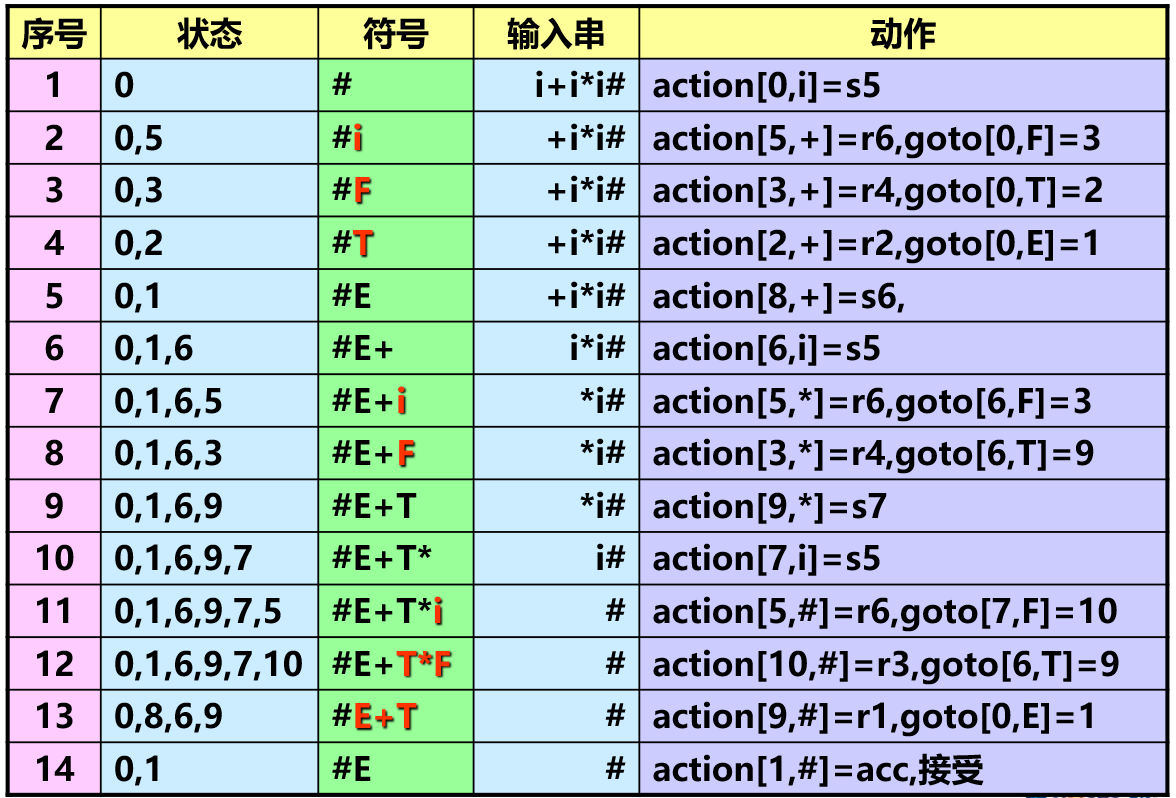 序号 状态 符号 输入串 动作
1 0 # i+i*i# action[0,i]=s5
2 0,5 #i +i*i# action[5,+]=r6,goto[0,F]=3
3 0,3 #F +i*i# action[3,+]=r4,goto[0,T]=2
4 0,2 #T +i*i# action[2,+]=r2,goto[0,E]=1
5 0,1 #E +i*i# action[8,+]=s6,
6 0,1,6 #E+ i*i# action[6,i]=s5
7 0,1,6,5 #E+i *i# action[5,*]=r6,goto[6,F]=3
8 0,1,6,3 #E+F *i# action[3,*]=r4,goto[6,T]=9
9 0,1,6,9 #E+T *i# action[9,*]=s7
10 0,1,6,9,7 #E+T* i# action[7,i]=s5
11 0,1,6,9,7,5 #E+T*i # action[5,#]=r6,goto[7,F]=10
12 0,1,6,9,7,10 #E+T*F # action[10,#]=r3,goto[6,T]=9
13 0,8,6,9 #E+T # action[9,#]=r1,goto[0,E]=1
14 0,1 #E # action[1,#]=acc,接受